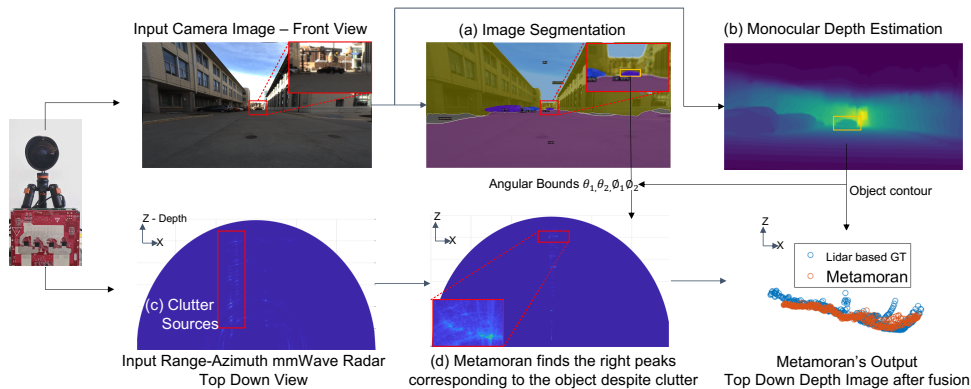 Input Camera Image – Front View
(a) Image Segmentation
(b) Monocular Depth Estimation
Angular Bounds θ₁,θ₂,∅₁∅₂
Object contour
Z - Depth
X
(c) Clutter
Sources
Z
X
Z
X
Lidar based GT
Metamoran
Input Range-Azimuth mmWave Radar
Top Down View
(d) Metamoran finds the right peaks
corresponding to the object despite clutter
Metamoran's Output
Top Down Depth Image after fusion